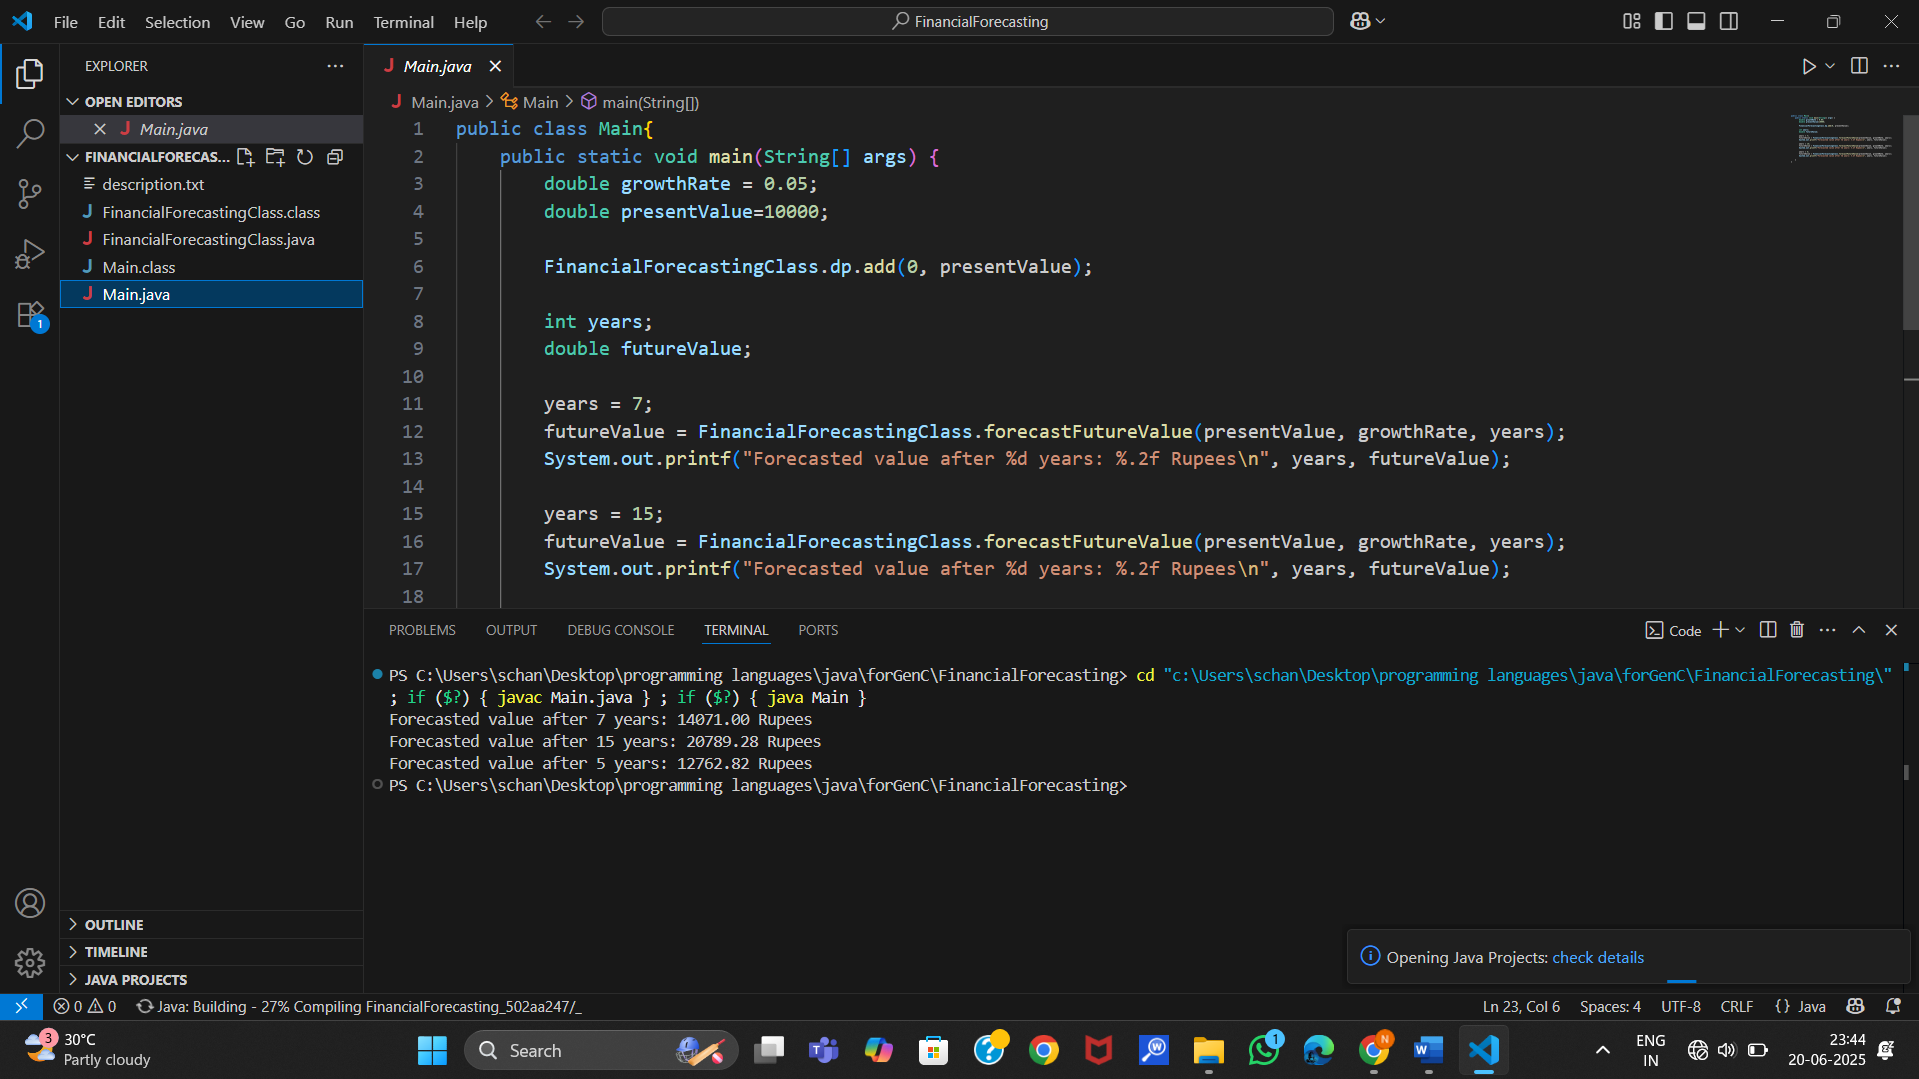 File Edit Selection View Go Run Terminal Help
FinancialForecasting
EXPLORER
OPEN EDITORS
Main.java
FINANCIALFORECAS...
description.txt
FinancialForecastingClass.class
FinancialForecastingClass.java
Main.class
Main.java
1
OUTLINE
TIMELINE
JAVA PROJECTS
Main.java
Main.java > Main > main(String[])
1 public class Main{
2 public static void main(String[] args) {
3 double growthRate = 0.05;
4 double presentValue=10000;
5
6 FinancialForecastingClass.dp.add(0, presentValue);
7
8 int years;
9 double futureValue;
10
11 years = 7;
12 futureValue = FinancialForecastingClass.forecastFutureValue(presentValue, growthRate, years);
13 System.out.printf("Forecasted value after %d years: %.2f Rupees\n", years, futureValue);
14
15 years = 15;
16 futureValue = FinancialForecastingClass.forecastFutureValue(presentValue, growthRate, years);
17 System.out.printf("Forecasted value after %d years: %.2f Rupees\n", years, futureValue);
18
PROBLEMS OUTPUT DEBUG CONSOLE TERMINAL PORTS
Code
PS C:\Users\schan\Desktop\programming languages\java\forGenC\FinancialForecasting> cd "c:\Users\schan\Desktop\programming languages\java\forGenC\FinancialForecasting\"
; if ($?) { javac Main.java } ; if ($?) { java Main }
Forecasted value after 7 years: 14071.00 Rupees
Forecasted value after 15 years: 20789.28 Rupees
Forecasted value after 5 years: 12762.82 Rupees
PS C:\Users\schan\Desktop\programming languages\java\forGenC\FinancialForecasting>
Opening Java Projects: check details
0 0 Java: Building - 27% Compiling FinancialForecasting_502aa247/_
Ln 23, Col 6 Spaces: 4 UTF-8 CRLF {} Java
3
30°C
Partly cloudy
Search
1
N
ENG
IN
23:44
20-06-2025